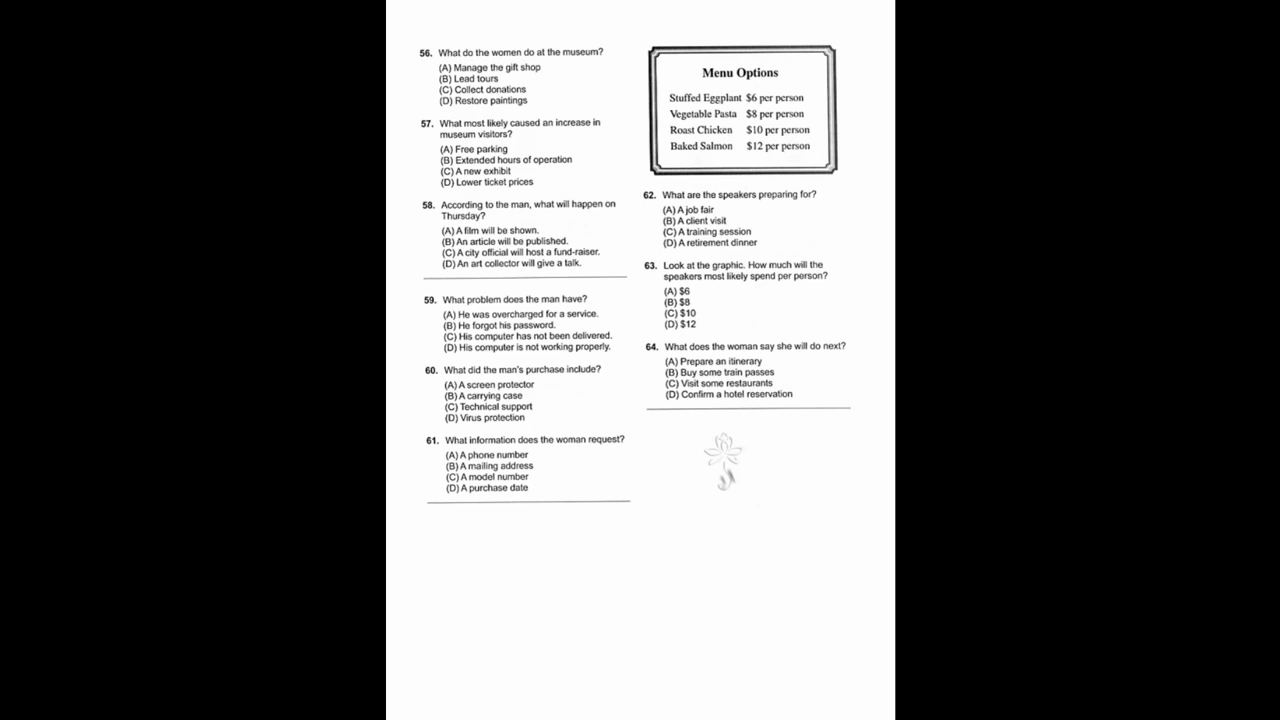 56. What do the women do at the museum?
(A) Manage the gift shop
(B) Lead tours
(C) Collect donations
(D) Restore paintings
57. What most likely caused an increase in
museum visitors?
(A) Free parking
(B) Extended hours of operation
(C) A new exhibit
(D) Lower ticket prices
58. According to the man, what will happen on
Thursday?
(A) A film will be shown.
(B) An article will be published.
(C) A city official will host a fund-raiser.
(D) An art collector will give a talk.
59. What problem does the man have?
(A) He was overcharged for a service.
(B) He forgot his password.
(C) His computer has not been delivered.
(D) His computer is not working properly.
60. What did the man's purchase include?
(A) A screen protector
(B) A carrying case
(C) Technical support
(D) Virus protection
61. What information does the woman request?
(A) A phone number
(B) A mailing address
(C) A model number
(D) A purchase date
Menu Options
Stuffed Eggplant $6 per person
Vegetable Pasta $8 per person
Roast Chicken $10 per person
Baked Salmon $12 per person
62. What are the speakers preparing for?
(A) A job fair
(B) A client visit
(C) A training session
(D) A retirement dinner
63. Look at the graphic. How much will the
speakers most likely spend per person?
(A) $6
(B) $8
(C) $10
(D) $12
64. What does the woman say she will do next?
(A) Prepare an itinerary
(B) Buy some train passes
(C) Visit some restaurants
(D) Confirm a hotel reservation